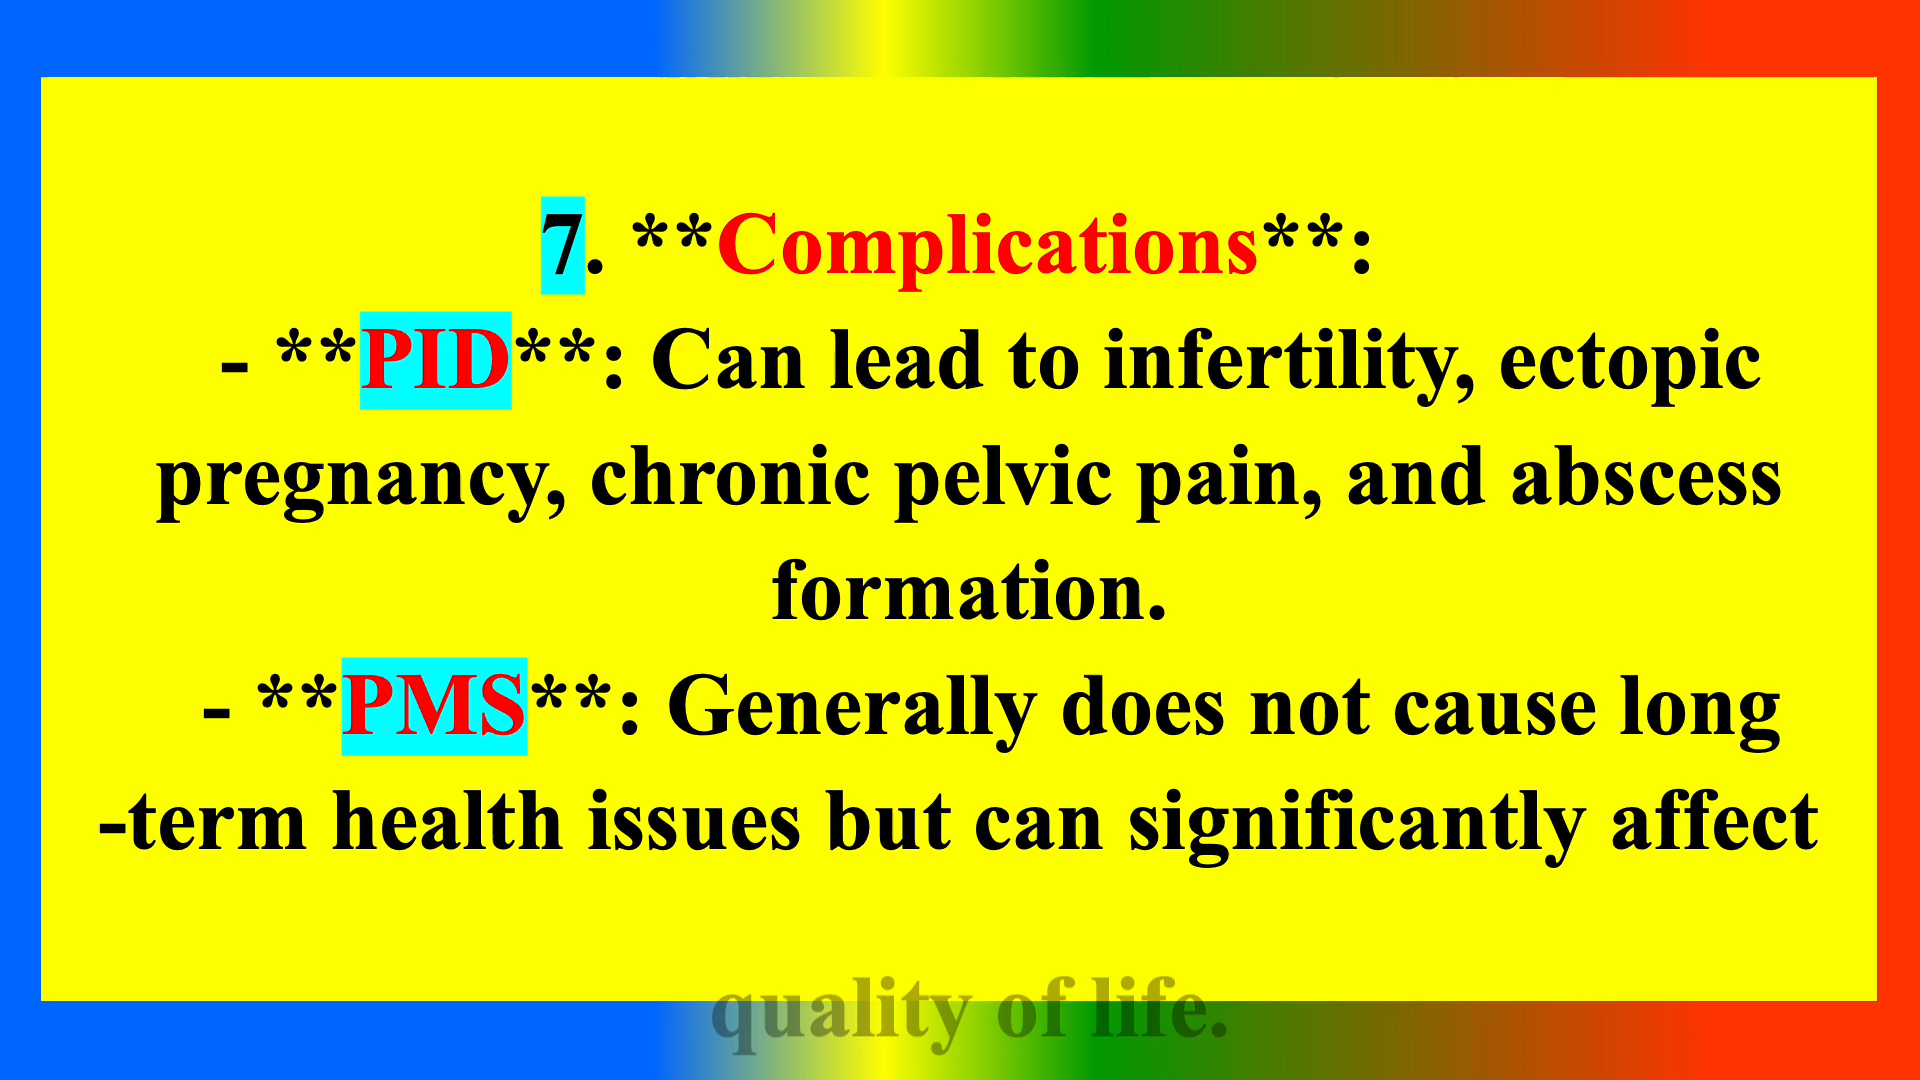 7. **Complications**:
- **PID**: Can lead to infertility, ectopic
pregnancy, chronic pelvic pain, and abscess
formation.
- **PMS**: Generally does not cause long
-term health issues but can significantly affect
quality of life.